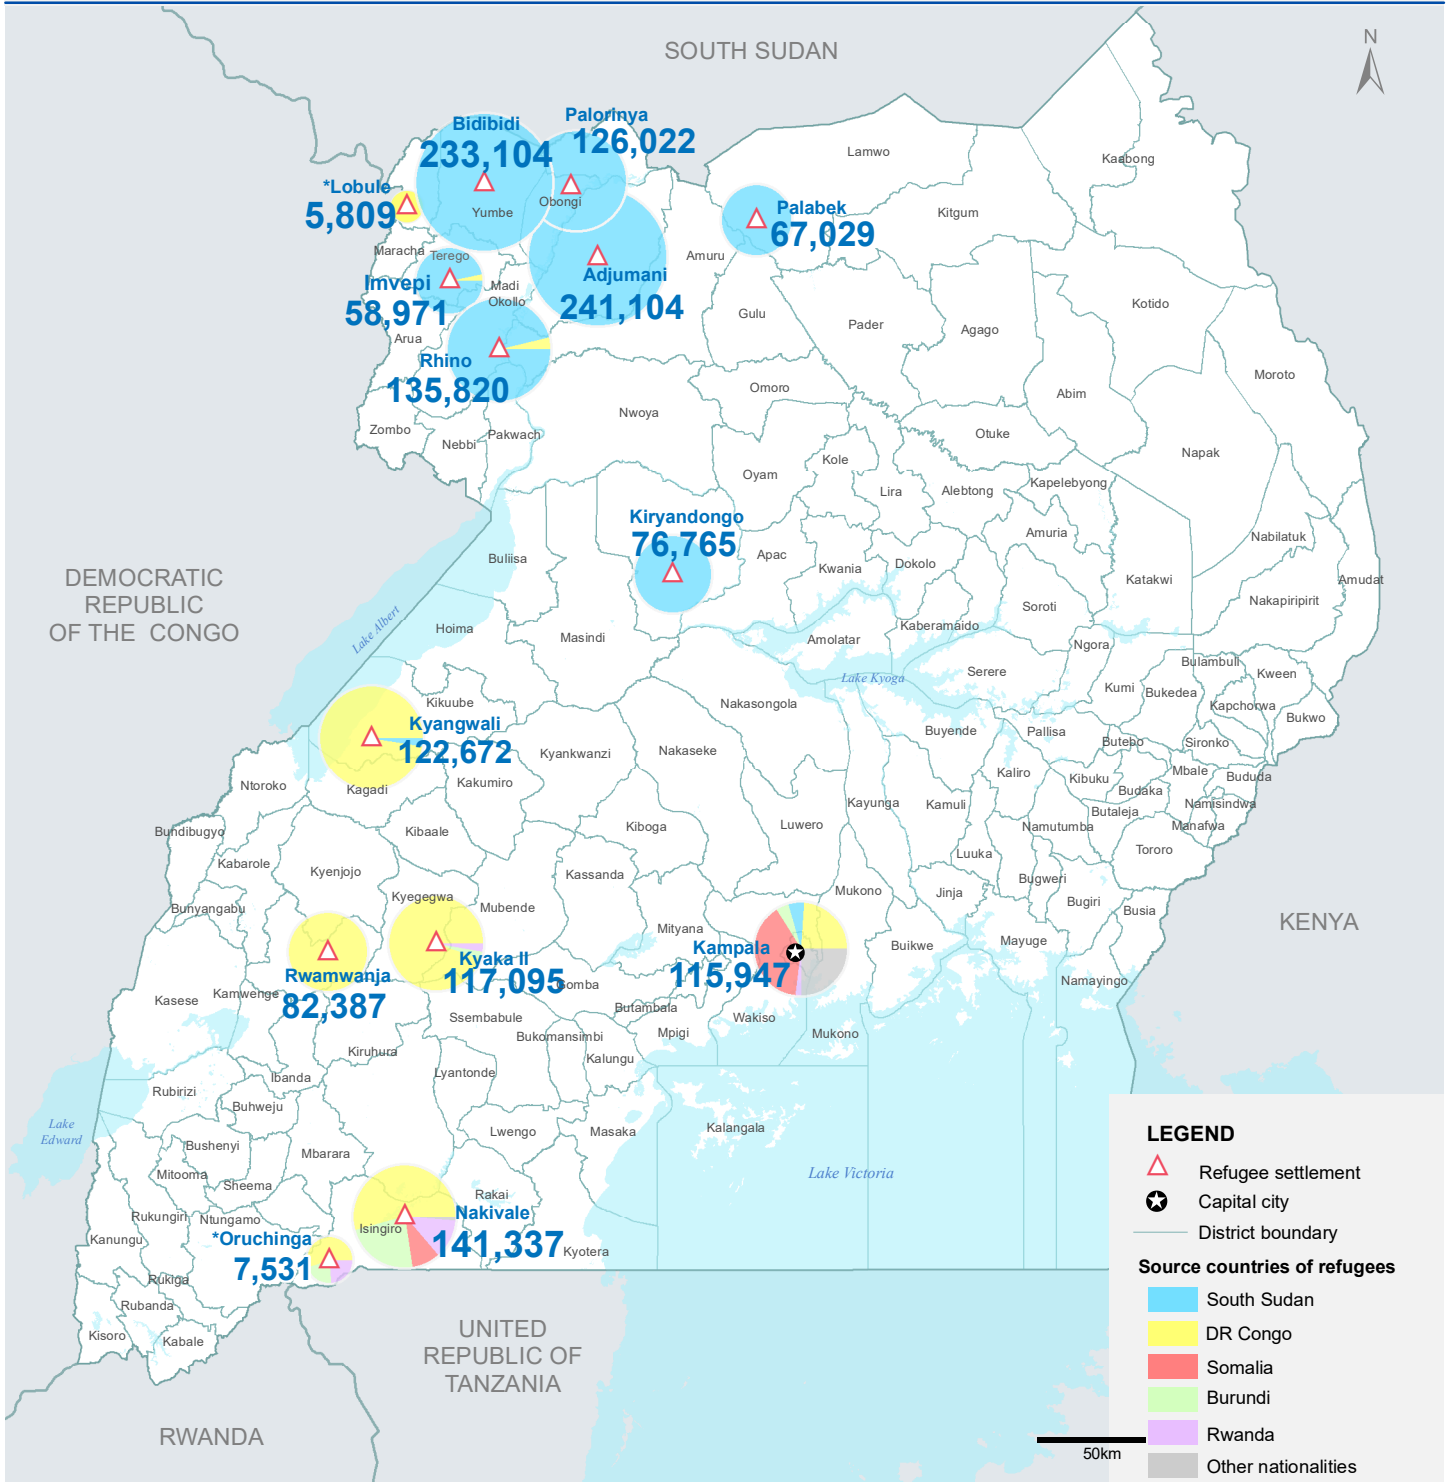 SOUTH SUDAN
N
Palorinya
126,022
Bidibidi
233,104
Lamwo
Kaabong
*Lobule
5,809
Yumbe
Obongi
Palabek
67,029
Kitgum
Maracha
Terego
Amuru
Imvepi
58,971
Madi
Okollo
Adjumani
241,104
Kotido
Gulu
Pader
Agago
Arua
Rhino
135,820
Moroto
Omoro
Abim
Nwoya
Zombo
Nebbi
Pakwach
Otuke
Kole
Napak
Oyam
Lira
Alebtong
Kapelebyong
Kiryandongo
76,765
Amuria
Nabilatuk
Buliisa
Apac
Kwania
Dokolo
Katakwi
Amudat
DEMOCRATIC
REPUBLIC
OF THE CONGO
Nakapiripirit
Lake Albert
Hoima
Masindi
Soroti
Kaberamaido
Amolatar
Ngora
Lake Kyoga
Serere
Bulambuli
Kween
Kumi
Bukedea
Kapchorwa
Bukwo
Kikuube
Nakasongola
Kyangwali
122,672
Buyende
Pallisa
Butebo
Sironko
Kyankwanzi
Nakaseke
Ntoroko
Kagadi
Kakumiro
Kaliro
Kibuku
Mbale
Bududa
Budaka
Kayunga
Kamuli
Butaleja
Namisindwa
Bundibugyo
Kibaale
Kiboga
Luwero
Namutumba
Manafwa
Kabarole
Kyenjojo
Kassanda
Luuka
Tororo
Bugweri
Kyegegwa
Mubende
Mukono
Jinja
Bugiri
Busia
Bunyangabu
Mityana
KENYA
Kampala
115,947
Buikwe
Mayuge
Rwamwanja
82,387
Kyaka II
117,095
Gomba
Namayingo
Kasese
Kamwenge
Butambala
Ssembabule
Bukomansimbi
Mpigi
Wakiso
Mukono
Kiruhura
Kalungu
Lyantonde
Ibanda
Rubirizi
Buhweju
Lake
Edward
Bushenyi
Mbarara
Lwengo
Masaka
Kalangala
Mitooma
Sheema
Lake Victoria
Rakai
Rukungiri
Ntungamo
Isingiro
Nakivale
141,337
Kanungu
*Oruchinga
7,531
Kyotera
Rukiga
Rubanda
Kisoro
Kabale
UNITED
REPUBLIC OF
TANZANIA
RWANDA
LEGEND
Refugee settlement
Capital city
District boundary
Source countries of refugees
South Sudan
DR Congo
Somalia
Burundi
Rwanda
Other nationalities
50km